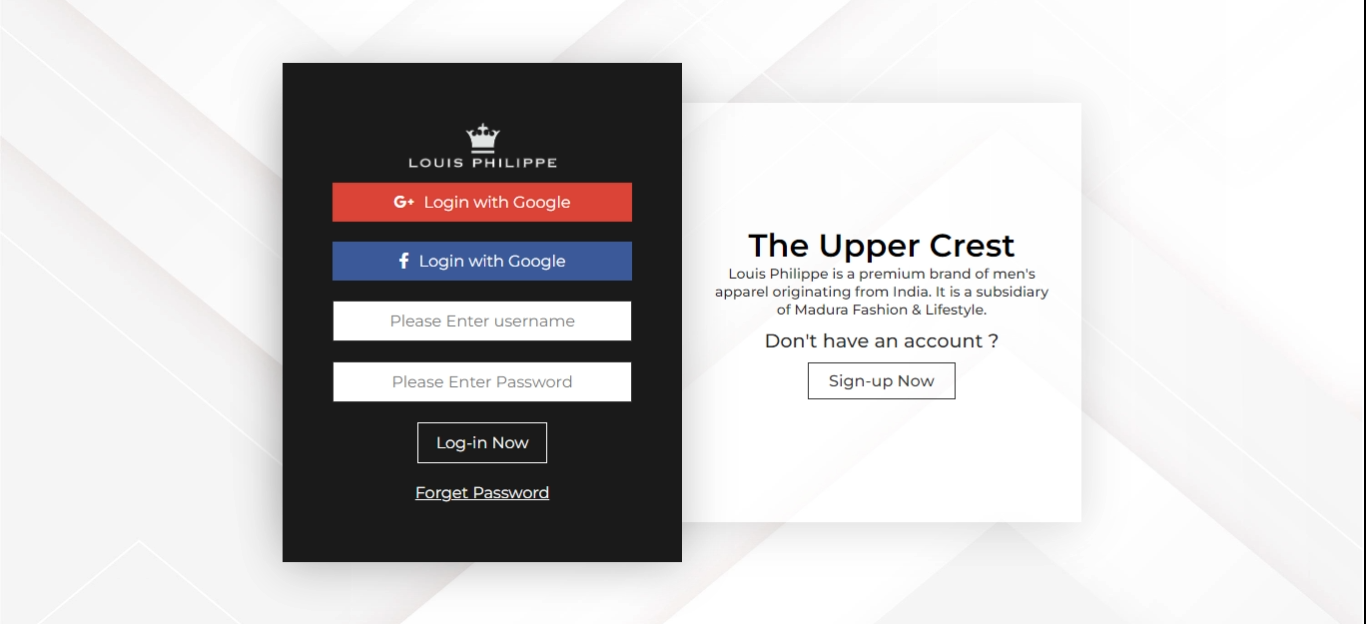 LOUIS PHILIPPE
G+ Login with Google
f Login with Google
Please Enter username
Please Enter Password
Log-in Now
Forget Password
The Upper Crest
Louis Philippe is a premium brand of men's
apparel originating from India. It is a subsidiary
of Madura Fashion & Lifestyle.
Don't have an account ?
Sign-up Now